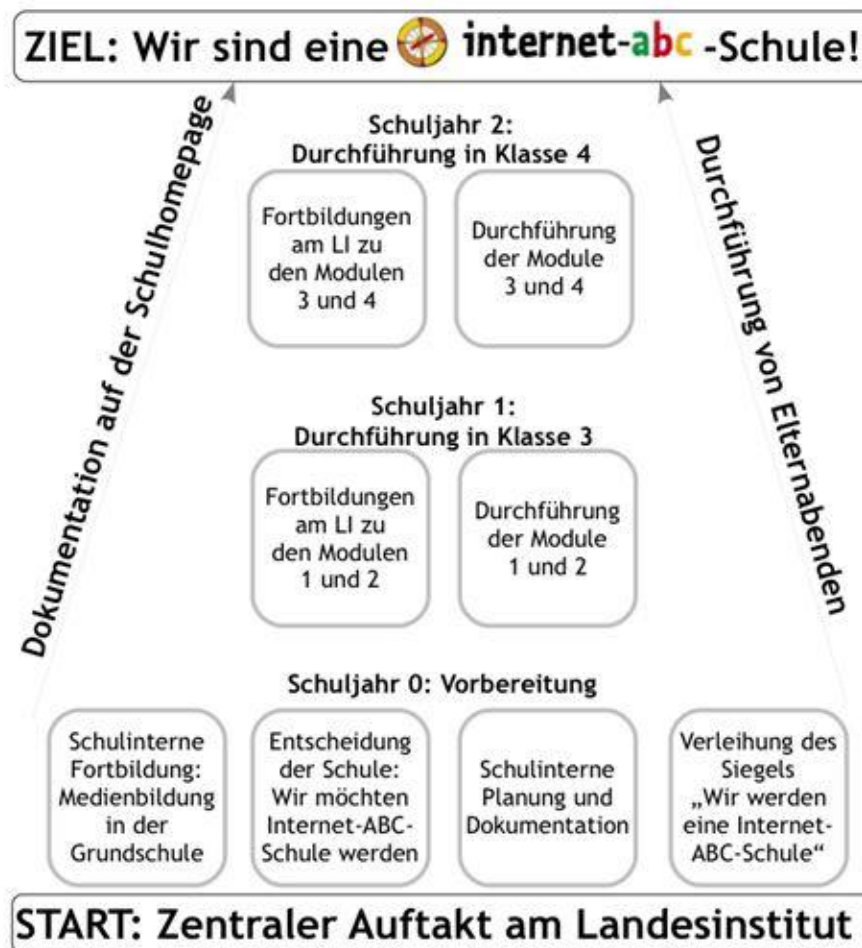 ZIEL: Wir sind eine internet-abc -Schule!
Dokumentation auf der Schulhomepage
Durchführung von Elternabenden
Schuljahr 2:
Durchführung in Klasse 4
Fortbildungen
am LI zu
den Modulen
3 und 4
Durchführung
der Module
3 und 4
Schuljahr 1:
Durchführung in Klasse 3
Fortbildungen
am LI zu
den Modulen
1 und 2
Durchführung
der Module
1 und 2
Schuljahr 0: Vorbereitung
Schulinterne
Fortbildung:
Medienbildung
in der
Grundschule
Entscheidung
der Schule:
Wir möchten
Internet-ABC-
Schule werden
Schulinterne
Planung und
Dokumentation
Verleihung des
Siegels
„Wir werden
eine Internet-
ABC-Schule“
START: Zentraler Auftakt am Landesinstitut